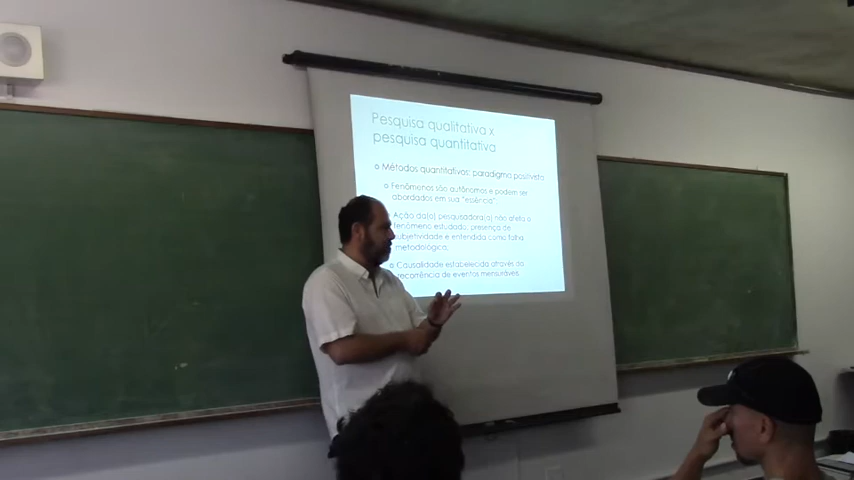 Pesquisa qualitativa x
pesquisa quantitativa
Métodos quantitativos: paradigma positivista
Fenômenos são autônomos e podem ser
abordados em sua "essência";
Ação da(o) pesquisadora(a) não afeta o
fenômeno estudado, presença de
subjetividade é entendida como falha
metodológica;
Causalidade estabelecida através da
recorrência de eventos mensuráveis.